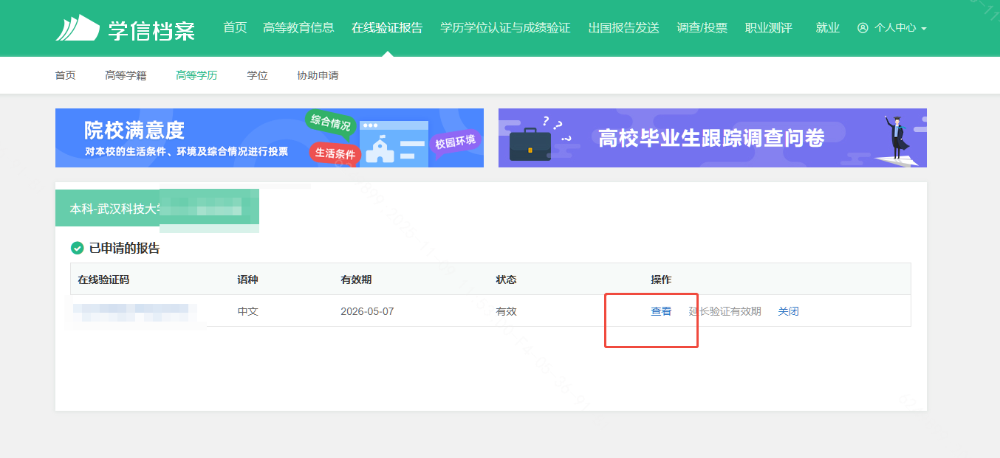 学信档案 首页 高等教育信息 在线验证报告 学历学位认证与成绩验证 出国报告发送 调查/投票 职业测评 就业 个人中心
首页 高等学籍 高等学历 学位 协助申请
院校满意度
对本校的生活条件、环境及综合情况进行投票
综合情况
生活条件
校园环境
? ? ?
高校毕业生跟踪调查问卷
本科-武汉科技大学
已申请的报告
在线验证码 语种 有效期 状态 操作
中文 2026-05-07 有效 查看 延长验证有效期 关闭